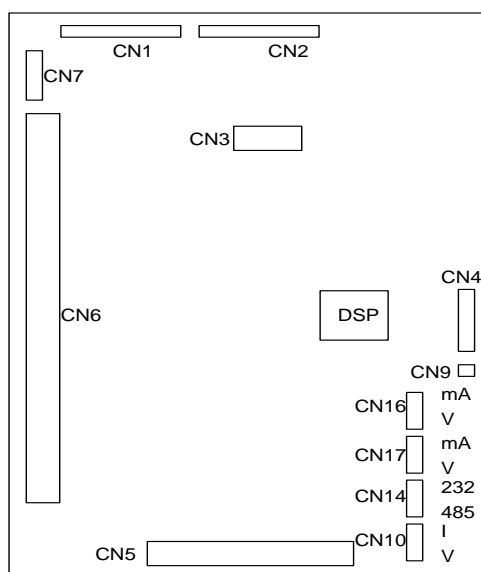 CN1 CN2
CN7
CN3
CN4
CN6 DSP
CN9
CN16 mA
V
CN17 mA
V
CN14 232
485
CN10 I
V
CN5